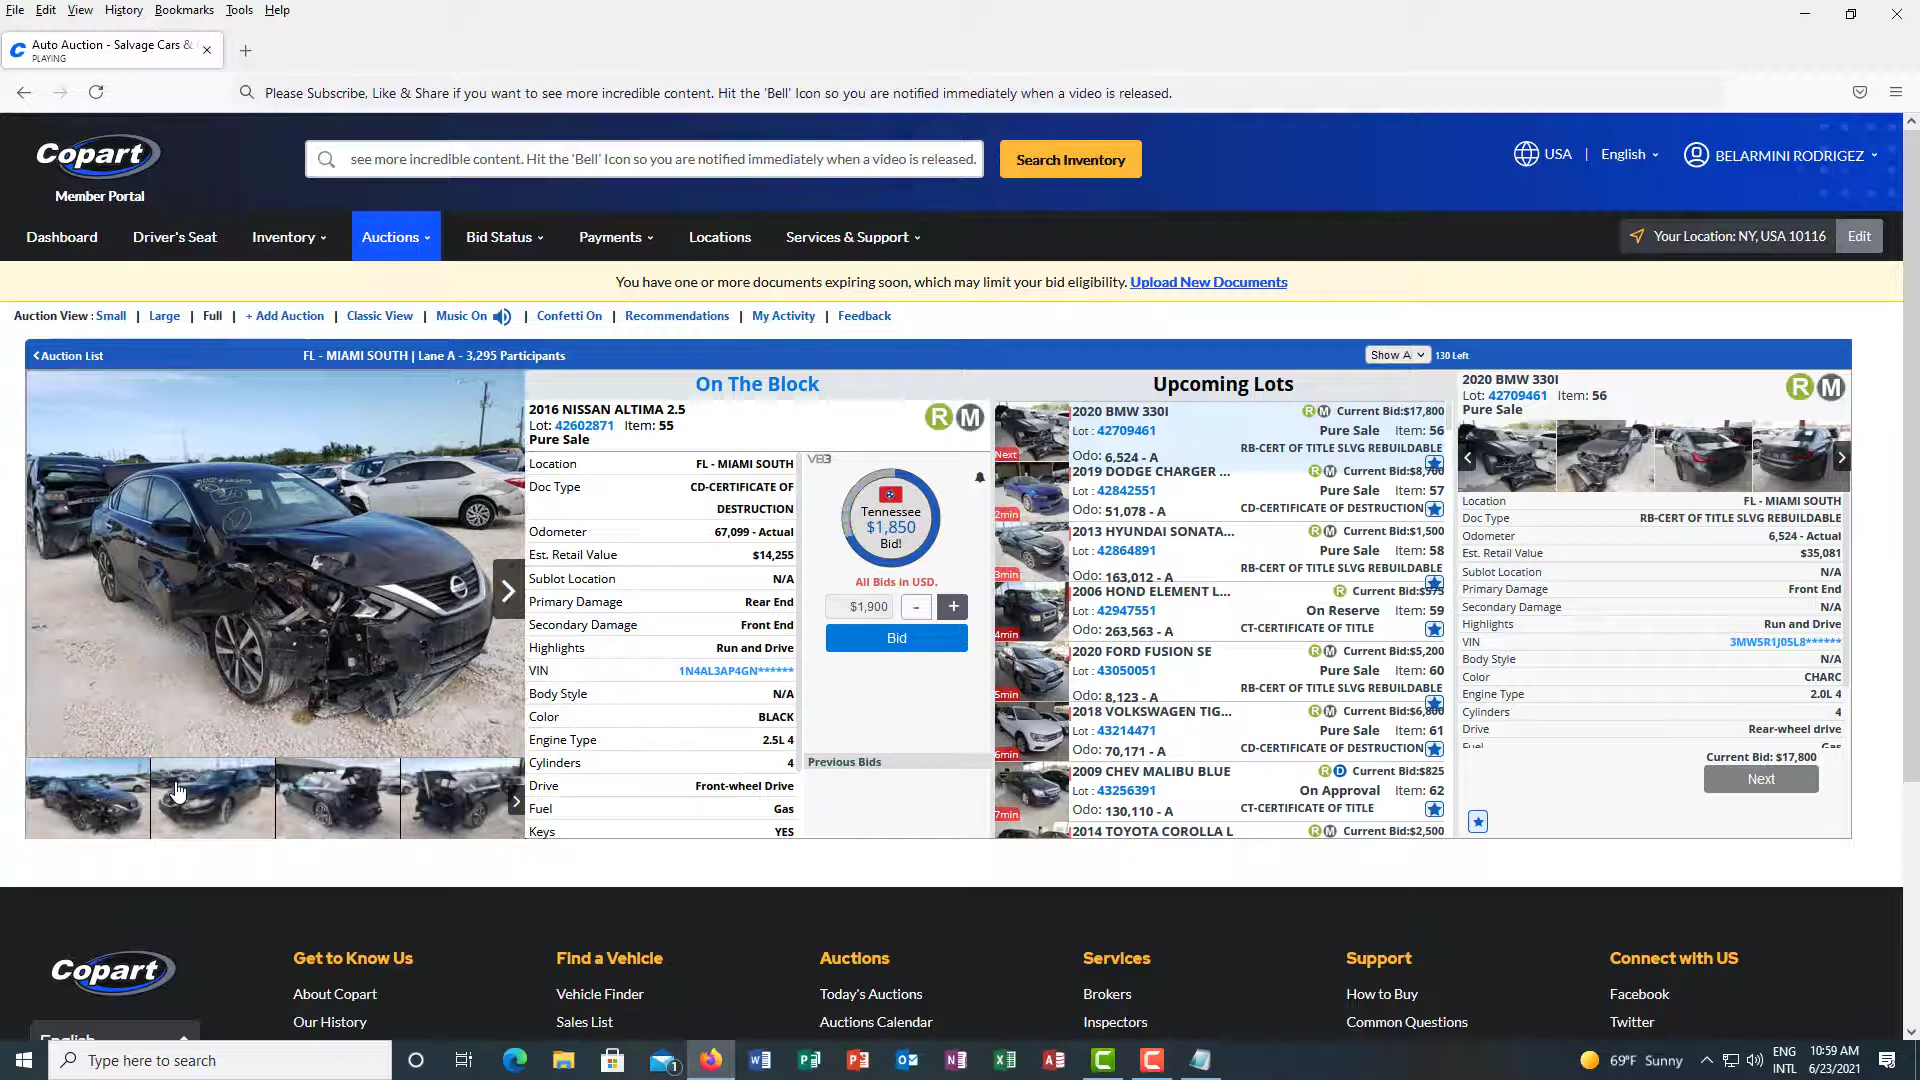 File Edit View History Bookmarks Tools Help
Auto Auction - Salvage Cars &
PLAYING
Please Subscribe, Like & Share if you want to see more incredible content. Hit the 'Bell' Icon so you are notified immediately when a video is released.
Copart
Member Portal
see more incredible content. Hit the 'Bell' Icon so you are notified immediately when a video is released.
Search Inventory
USA | English
BELARMINI RODRIGEZ
Dashboard Driver's Seat Inventory Auctions Bid Status Payments Locations Services & Support
Your Location: NY, USA 10116 Edit
You have one or more documents expiring soon, which may limit your bid eligibility. Upload New Documents
Auction View : Small | Large | Full | + Add Auction | Classic View | Music On | Confetti On | Recommendations | My Activity | Feedback
Auction List
FL - MIAMI SOUTH | Lane A - 3,295 Participants
Show A 130 Left
On The Block
2016 NISSAN ALTIMA 2.5
Lot: 42602871 Item: 55
Pure Sale
R M
Location FL - MIAMI SOUTH
Doc Type CD-CERTIFICATE OF
DESTRUCTION
Odometer 67,099 - Actual
Est. Retail Value $14,255
Sublot Location N/A
Primary Damage Rear End
Secondary Damage Front End
Highlights Run and Drive
VIN 1N4AL3AP4GN******
Body Style N/A
Color BLACK
Engine Type 2.5L 4
Cylinders 4
Drive Front-wheel Drive
Fuel Gas
Keys YES
VB3
Tennessee
$1,850
Bid!
All Bids in USD.
$1,900 - +
Bid
Previous Bids
Upcoming Lots
2020 BMW 330I R M Current Bid:$17,800
Lot : 42709461 Pure Sale Item: 56
RB-CERT OF TITLE SLVG REBUILDABLE
Next Odo: 6,524 - A
2019 DODGE CHARGER ... R M Current Bid:$8,700
Lot : 42842551 Pure Sale Item: 57
2min Odo: 51,078 - A CD-CERTIFICATE OF DESTRUCTION
2013 HYUNDAI SONATA... R M Current Bid:$1,500
Lot : 42864891 Pure Sale Item: 58
RB-CERT OF TITLE SLVG REBUILDABLE
3min Odo: 163,012 - A
2006 HOND ELEMENT L... R Current Bid:$575
Lot : 42947551 On Reserve Item: 59
4min Odo: 263,563 - A CT-CERTIFICATE OF TITLE
2020 FORD FUSION SE R M Current Bid:$5,200
Lot : 43050051 Pure Sale Item: 60
RB-CERT OF TITLE SLVG REBUILDABLE
5min Odo: 8,123 - A
2018 VOLKSWAGEN TIG... R M Current Bid:$6,800
Lot : 43214471 Pure Sale Item: 61
6min Odo: 70,171 - A CD-CERTIFICATE OF DESTRUCTION
2009 CHEV MALIBU BLUE R D Current Bid:$825
Lot : 43256391 On Approval Item: 62
7min Odo: 130,110 - A CT-CERTIFICATE OF TITLE
2014 TOYOTA COROLLA L R M Current Bid:$2,500
2020 BMW 330I
Lot: 42709461 Item: 56
Pure Sale
R M
Location FL - MIAMI SOUTH
Doc Type RB-CERT OF TITLE SLVG REBUILDABLE
Odometer 6,524 - Actual
Est. Retail Value $35,081
Sublot Location N/A
Primary Damage Front End
Secondary Damage N/A
Highlights Run and Drive
VIN 3MW5R1J05L8******
Body Style N/A
Color CHARC
Engine Type 2.0L 4
Cylinders 4
Drive Rear-wheel drive
Fuel Gas
Current Bid: $17,800
Next
Copart
English
Get to Know Us
About Copart
Our History
Find a Vehicle
Vehicle Finder
Sales List
Auctions
Today's Auctions
Auctions Calendar
Services
Brokers
Inspectors
Support
How to Buy
Common Questions
Connect with US
Facebook
Twitter
Type here to search
1
69°F Sunny
ENG
INTL
10:59 AM
6/23/2021